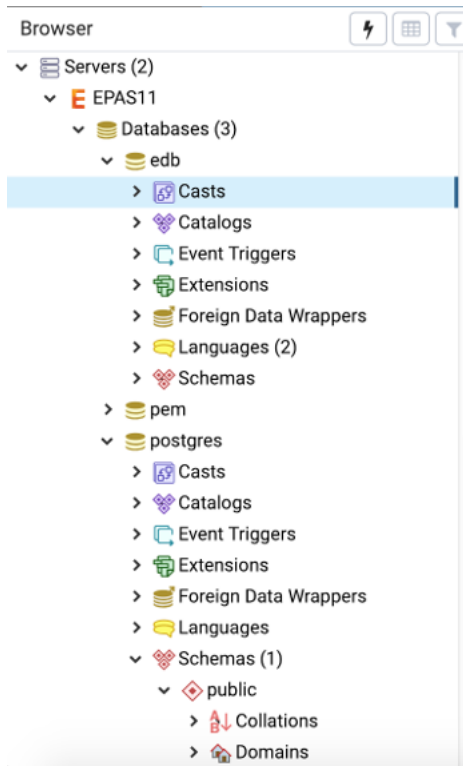 Browser
Servers (2)
EPAS11
Databases (3)
edb
Casts
Catalogs
Event Triggers
Extensions
Foreign Data Wrappers
Languages (2)
Schemas
pem
postgres
Casts
Catalogs
Event Triggers
Extensions
Foreign Data Wrappers
Languages
Schemas (1)
public
Collations
Domains